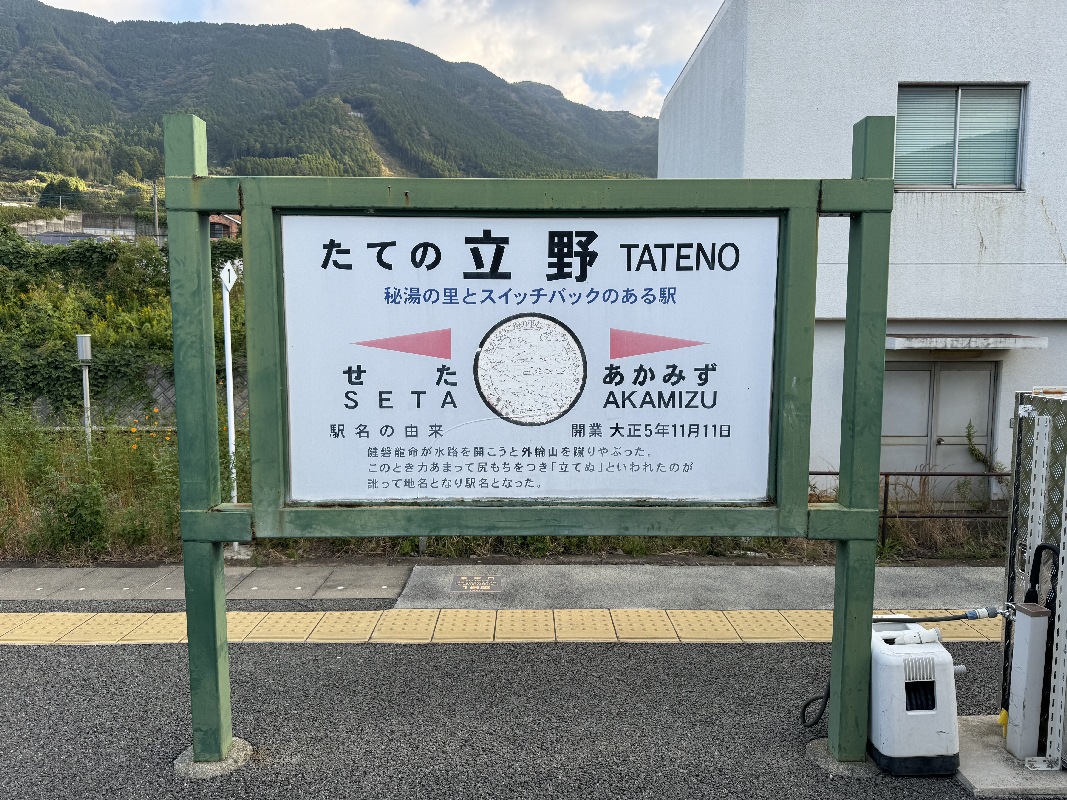 たての 立野 TATENO
秘湯の里とスイッチバックのある駅
せた
SETA
あかみず
AKAMIZU
駅名の由来
開業 大正5年11月11日
健磐龍命が水路を開こうと外輪山を蹴りやぶった。
このとき力あまって尻もちをつき「立てぬ」といわれたのが
訛って地名となり駅名となった。
1